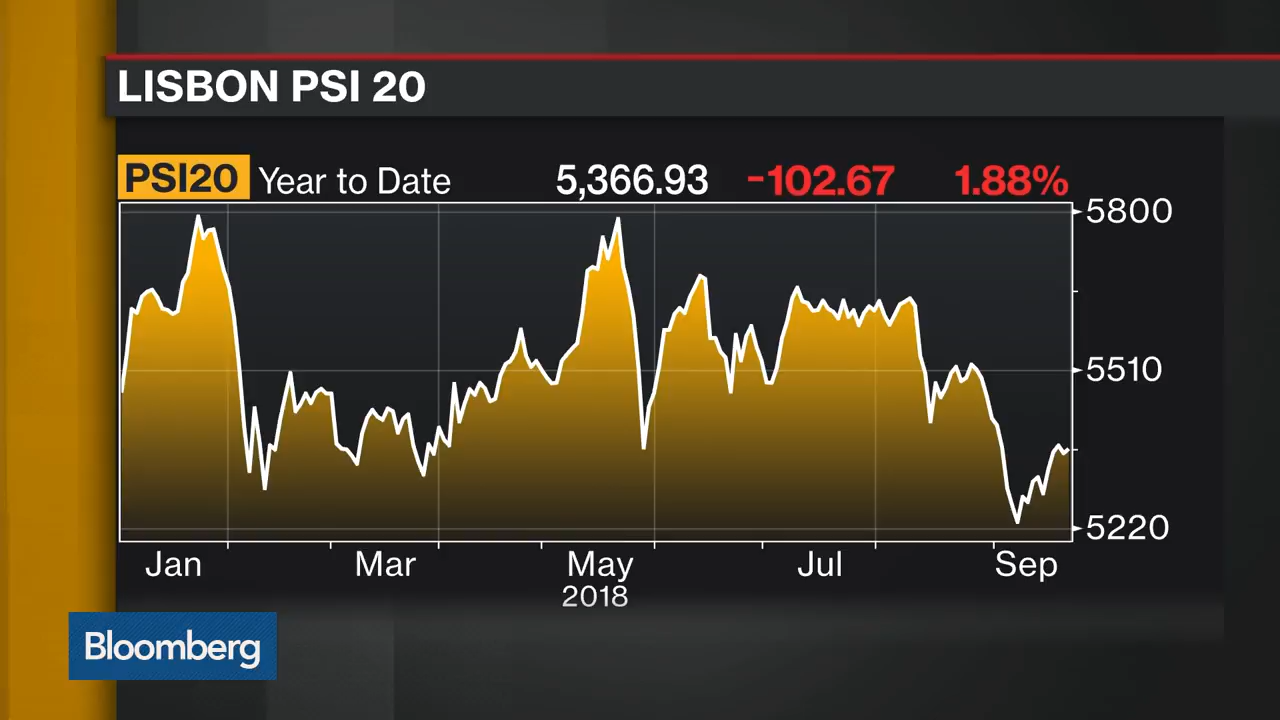 LISBON PSI 20
PSI20 Year to Date 5,366.93 -102.67 1.88%
5800
5510
5220
Jan Mar May Jul Sep
2018
Bloomberg